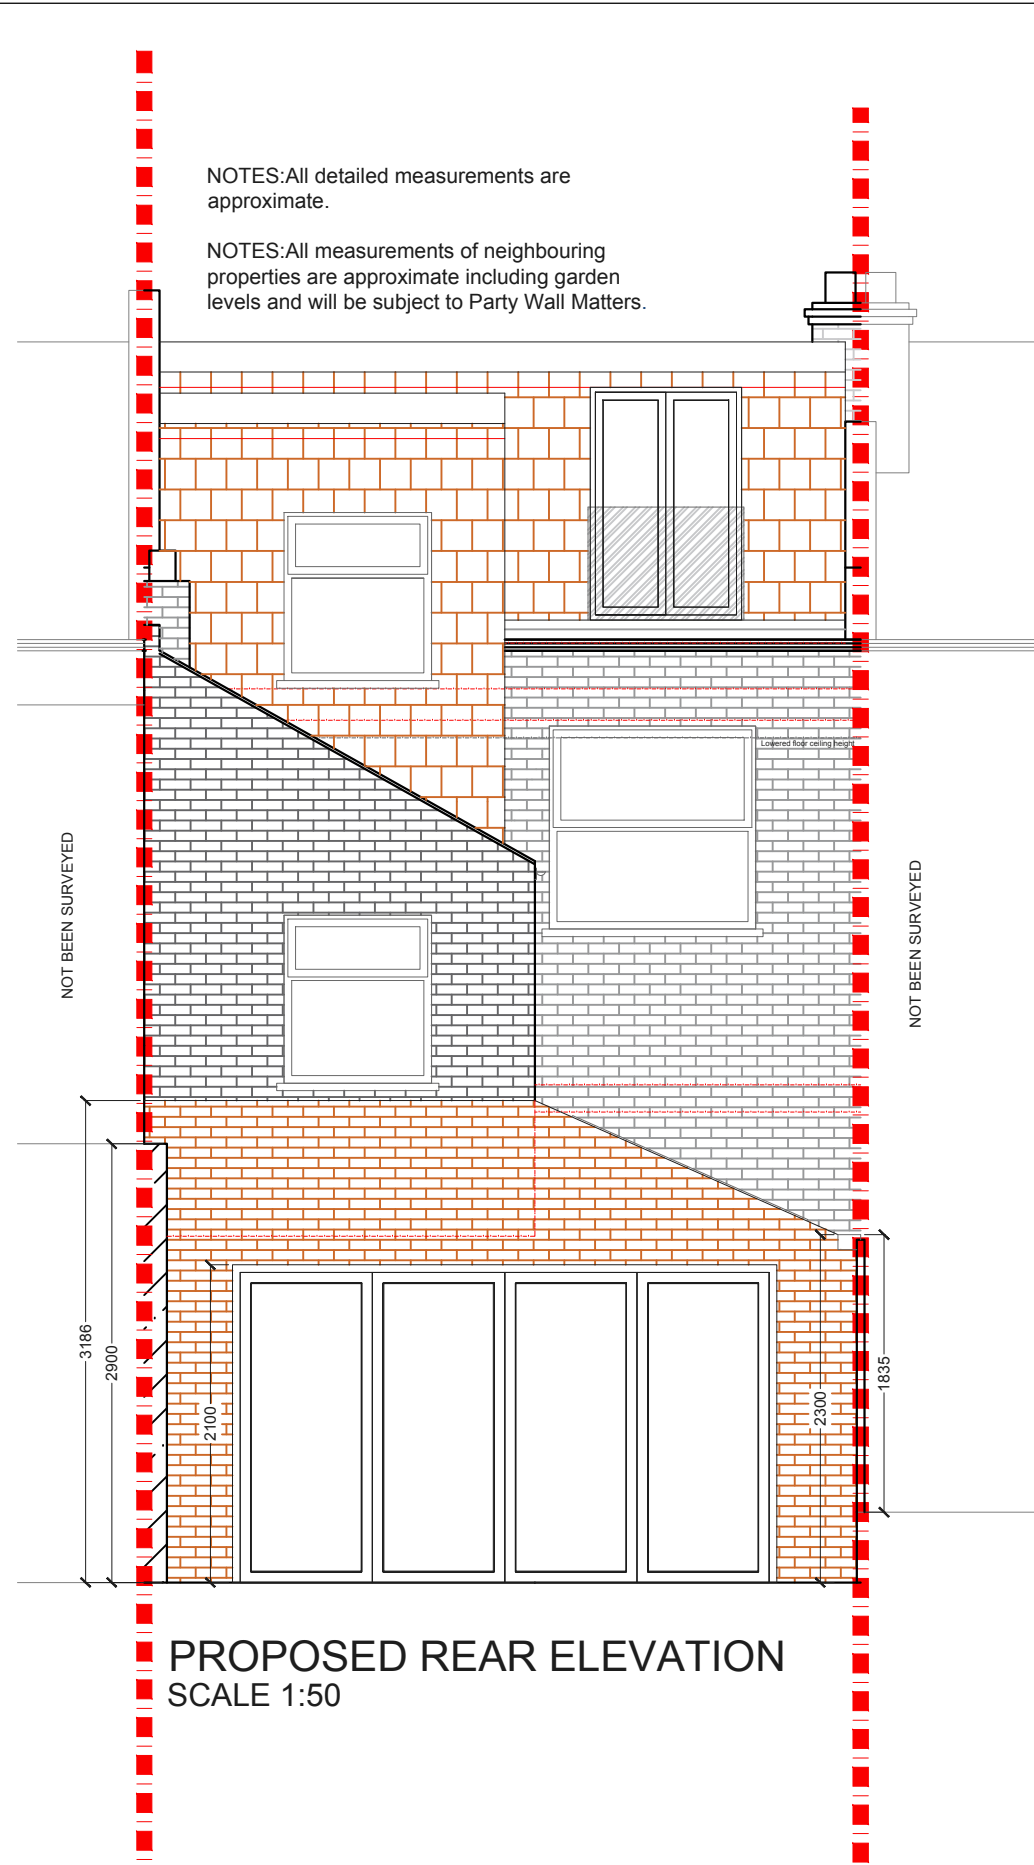 NOTES:All detailed measurements are
approximate.
NOTES:All measurements of neighbouring
properties are approximate including garden
levels and will be subject to Party Wall Matters.
Lowered floor ceiling height
NOT BEEN SURVEYED
NOT BEEN SURVEYED
3186
2900
2100
2300
1835
PROPOSED REAR ELEVATION
SCALE 1:50